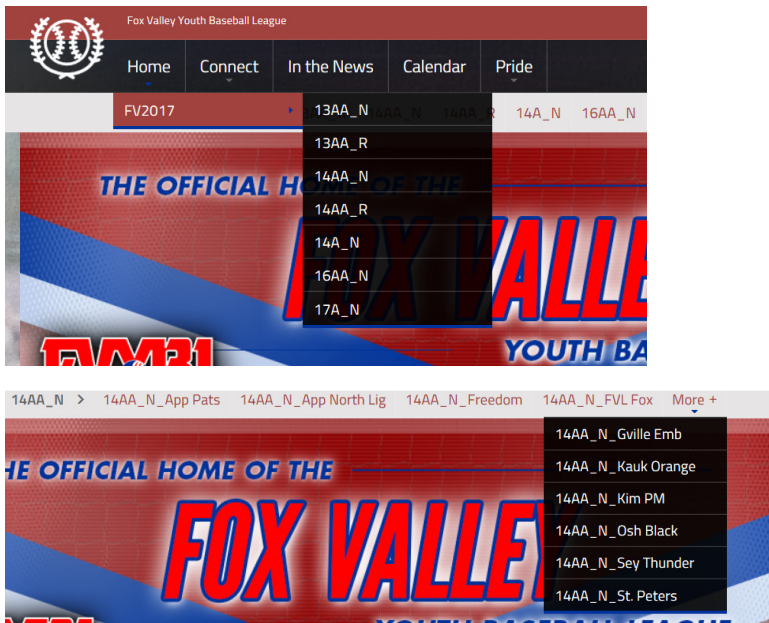 Fox Valley Youth Baseball League
Home Connect In the News Calendar Pride
FV2017
13AA_N
14A_N 16AA_N
13AA_R
14AA_N
14AA_R
14A_N
16AA_N
17A_N
THE OFFICIAL HOME OF THE
FOX VALLE
YOUTH BA
14AA_N > 14AA_N_App Pats 14AA_N_App North Lig 14AA_N_Freedom 14AA_N_FVL Fox More +
14AA_N_Gville Emb
14AA_N_Kauk Orange
14AA_N_Kim PM
14AA_N_Osh Black
14AA_N_Sey Thunder
14AA_N_St. Peters
HE OFFICIAL HOME OF THE
FOX VALLEY
YOUTH BASEBALL LEAGUE